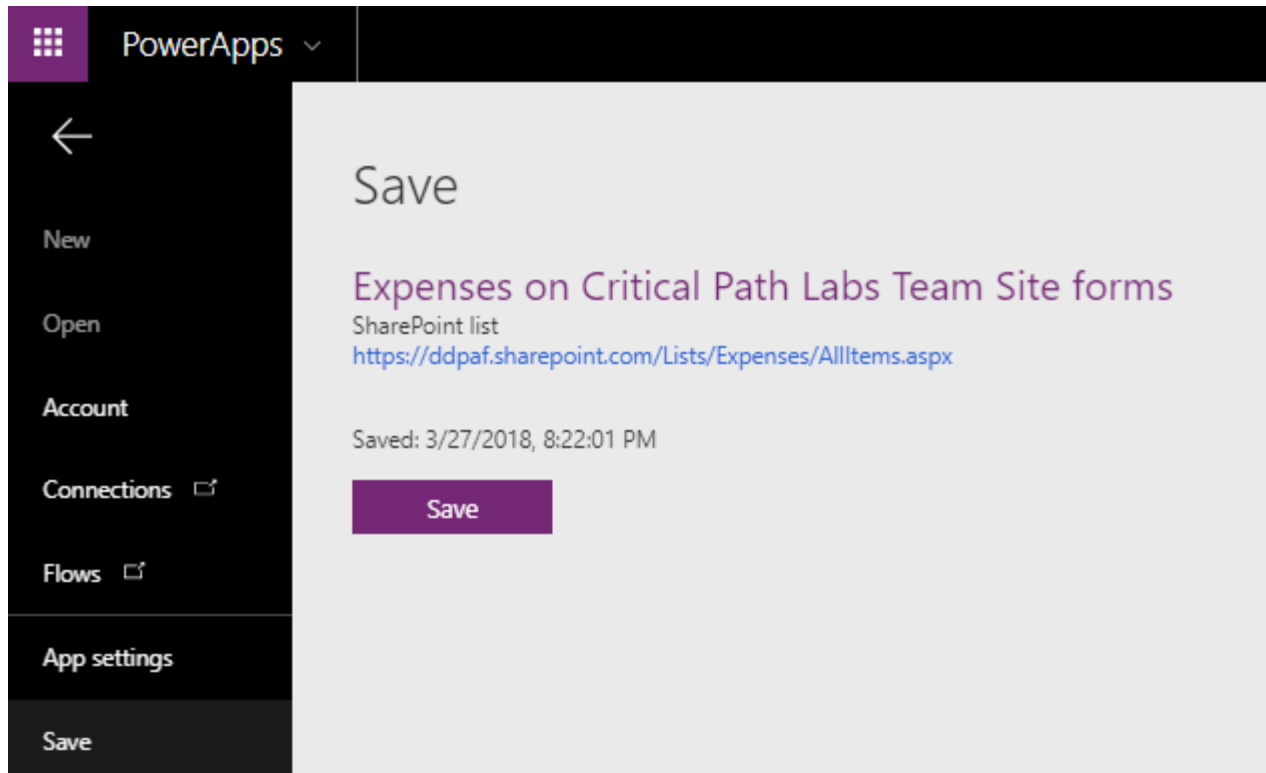 PowerApps
Save
New
Expenses on Critical Path Labs Team Site forms
Open
SharePoint list
https://ddpaf.sharepoint.com/Lists/Expenses/AllItems.aspx
Account
Saved: 3/27/2018, 8:22:01 PM
Connections
Save
Flows
App settings
Save